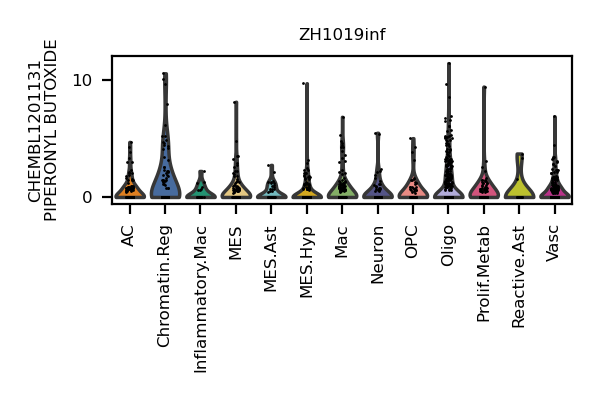 ZH1019inf
CHEMBL1201131
PIPERONYL BUTOXIDE
10
0
AC
Chromatin.Reg
Inflammatory.Mac
MES
MES.Ast
MES.Hyp
Mac
Neuron
OPC
Oligo
Prolif.Metab
Reactive.Ast
Vasc